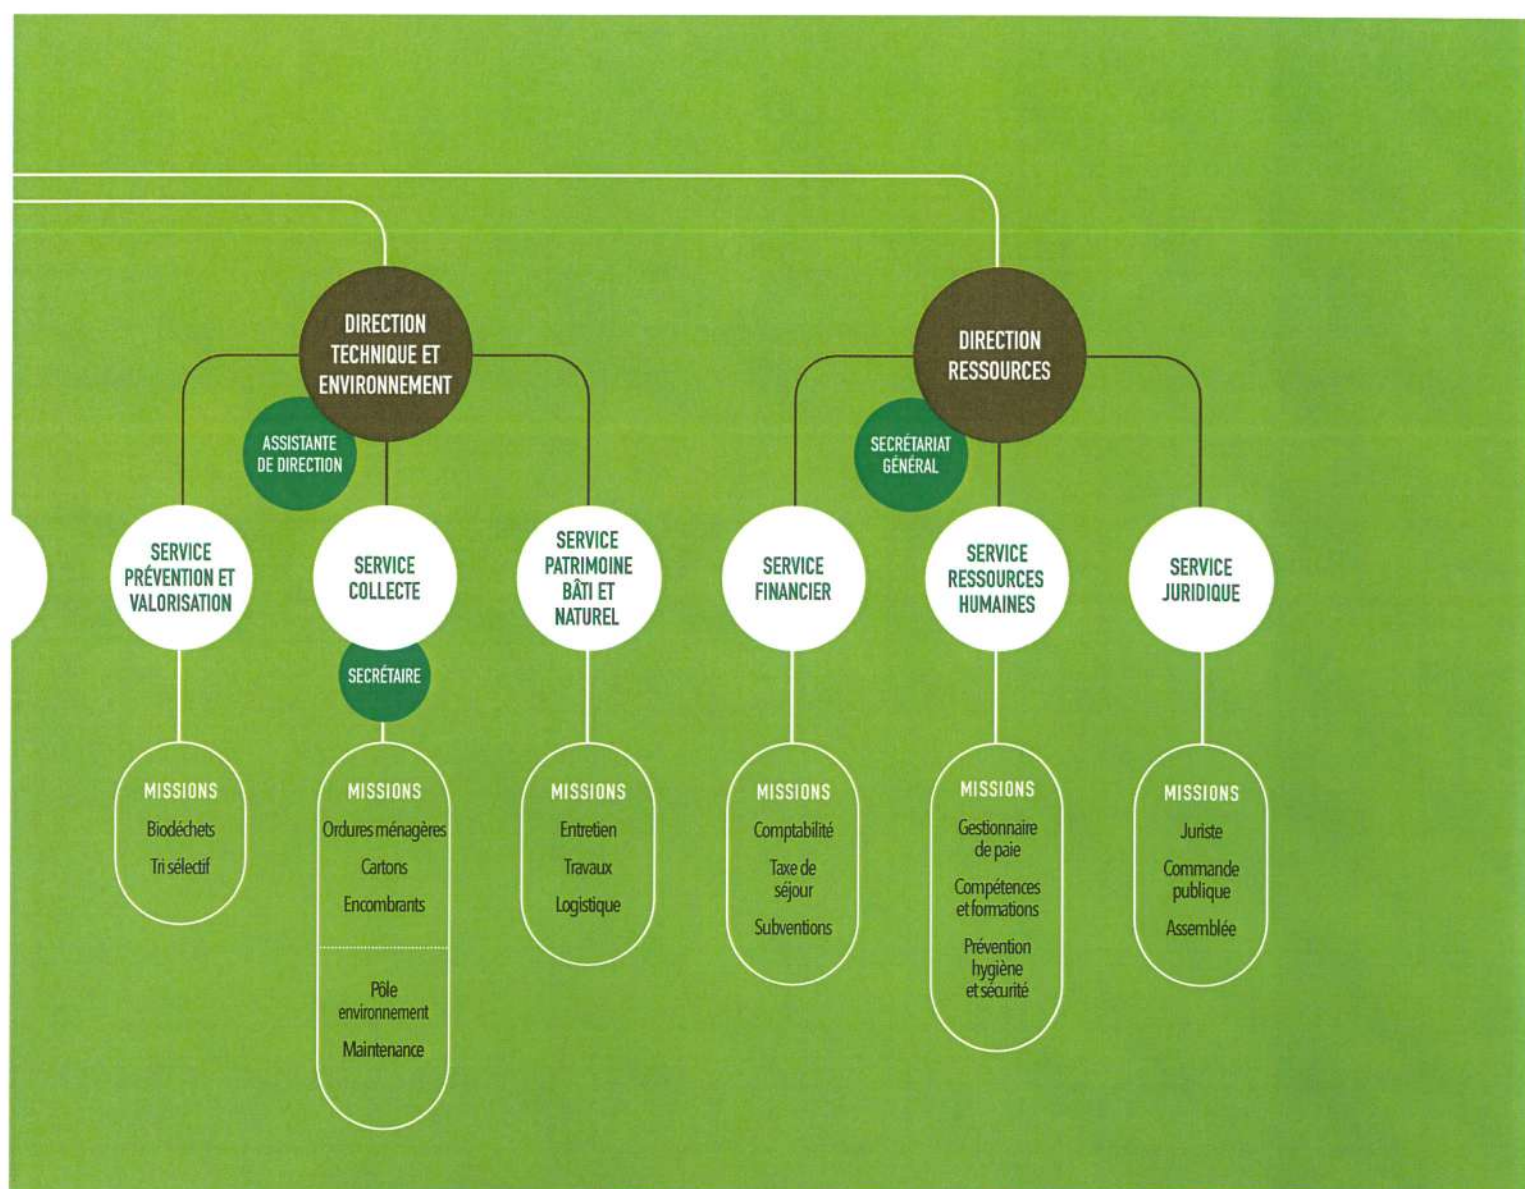 DIRECTION
TECHNIQUE ET
ENVIRONNEMENT
ASSISTANTE
DE DIRECTION
SERVICE
PRÉVENTION ET
VALORISATION
MISSIONS
Biodéchets
Tri sélectif
SERVICE
COLLECTE
SECRÉTAIRE
MISSIONS
Ordures ménagères
Cartons
Encombrants
Pôle
environnement
Maintenance
SERVICE
PATRIMOINE
BÂTI ET
NATUREL
MISSIONS
Entretien
Travaux
Logistique
DIRECTION
RESSOURCES
SECRÉTARIAT
GÉNÉRAL
SERVICE
FINANCIER
MISSIONS
Comptabilité
Taxe de
séjour
Subventions
SERVICE
RESSOURCES
HUMAINES
MISSIONS
Gestionnaire
de paie
Compétences
et formations
Prévention
hygiène
et sécurité
SERVICE
JURIDIQUE
MISSIONS
Juriste
Commande
publique
Assemblée